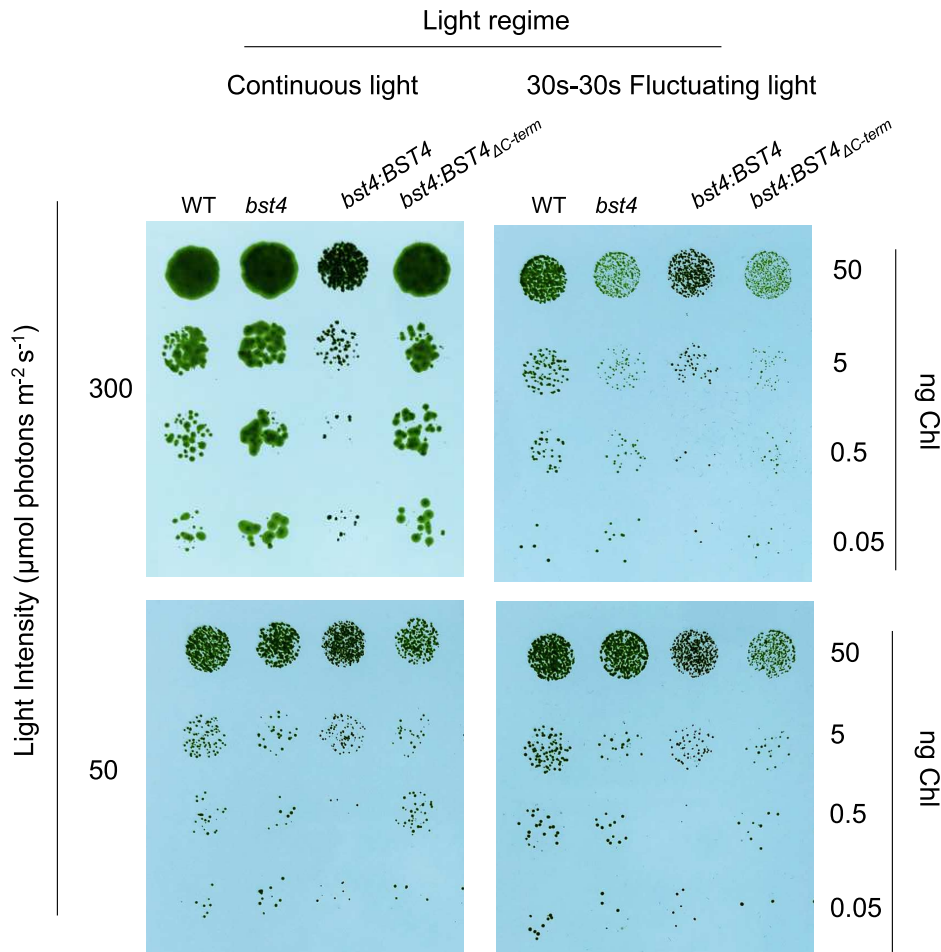 Light regime
Continuous light
30s-30s Fluctuating light
WT
bst4
bst4:BST4
bst4:BST4ΔC-term
WT
bst4
bst4:BST4
bst4:BST4ΔC-term
Light Intensity (μmol photons m⁻² s⁻¹)
300
50
5
0.5
0.05
ng Chl
50
50
5
0.5
0.05
ng Chl